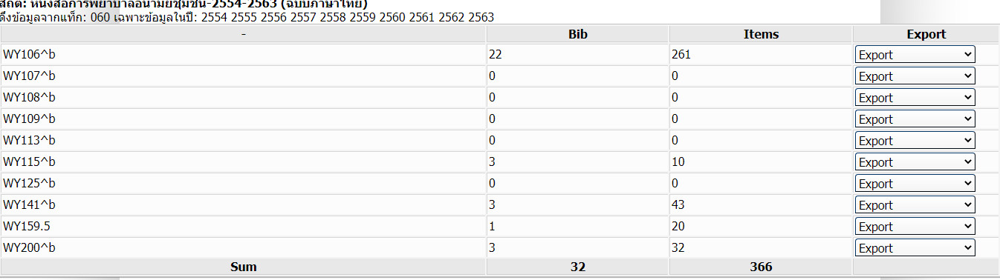 สถิติ: หนังสือการพยาบาลอนามัยชุมชน-2554-2563 (ฉบับภาษาไทย)
ดึงข้อมูลจากแท็ก: 060 เฉพาะข้อมูลในปี: 2554 2555 2556 2557 2558 2559 2560 2561 2562 2563
- Bib Items Export
WY106^b 22 261 Export
WY107^b 0 0 Export
WY108^b 0 0 Export
WY109^b 0 0 Export
WY113^b 0 0 Export
WY115^b 3 10 Export
WY125^b 0 0 Export
WY141^b 3 43 Export
WY159.5 1 20 Export
WY200^b 3 32 Export
Sum 32 366